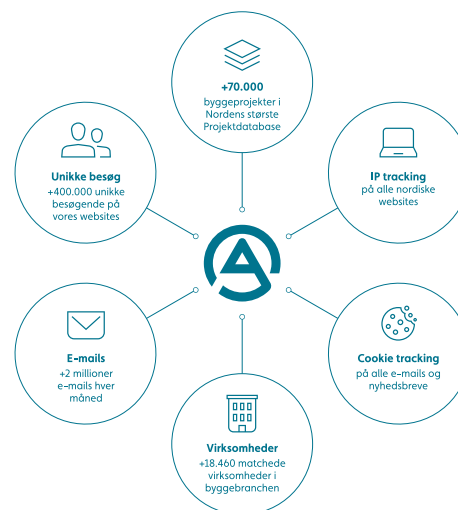 +70.000
byggeprojekter i
Nordens største
Projektdatabase
Unikke besøg
+400.000 unikke
besøgende på
vores websites
IP tracking
på alle nordiske
websites
E-mails
+2 millioner
e-mails hver
måned
Cookie tracking
på alle e-mails og
nyhedsbreve
Virksomheder
+18.460 matchede
virksomheder i
byggebranchen